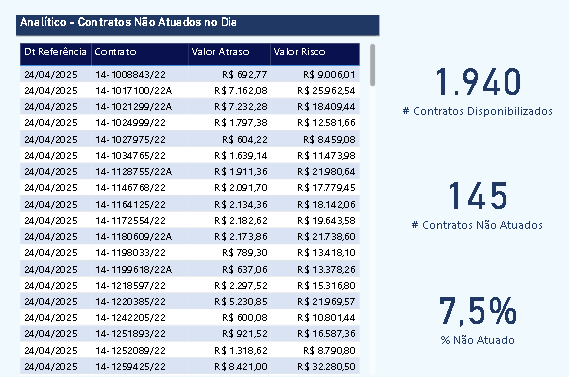 Analítico - Contratos Não Atuados no Dia
Dt Referência Contrato Valor Atraso Valor Risco
24/04/2025 14-1008843/22 R$ 692,77 R$ 9.006,01
24/04/2025 14-1017100/22A R$ 7.162,08 R$ 25.962,54
24/04/2025 14-1021299/22A R$ 7.232,28 R$ 18.409,44
24/04/2025 14-1024999/22 R$ 1.797,38 R$ 12.581,66
24/04/2025 14-1027975/22 R$ 604,22 R$ 8.459,08
24/04/2025 14-1034765/22 R$ 1.639,14 R$ 11.473,98
24/04/2025 14-1128755/22A R$ 1.911,36 R$ 21.980,64
24/04/2025 14-1146768/22 R$ 2.091,70 R$ 17.779,45
24/04/2025 14-1164125/22 R$ 2.134,36 R$ 18.142,06
24/04/2025 14-1172554/22 R$ 2.182,62 R$ 19.643,58
24/04/2025 14-1180609/22A R$ 2.173,86 R$ 21.738,60
24/04/2025 14-1198033/22 R$ 789,30 R$ 13.418,10
24/04/2025 14-1199618/22A R$ 637,06 R$ 13.378,26
24/04/2025 14-1218597/22 R$ 2.297,52 R$ 15.316,80
24/04/2025 14-1220385/22 R$ 5.230,85 R$ 21.969,57
24/04/2025 14-1242205/22 R$ 600,08 R$ 10.801,44
24/04/2025 14-1251893/22 R$ 921,52 R$ 16.587,36
24/04/2025 14-1252089/22 R$ 1.318,62 R$ 8.790,80
24/04/2025 14-1259425/22 R$ 8.421,00 R$ 32.280,50
1.940
# Contratos Disponibilizados
145
# Contratos Não Atuados
7,5%
% Não Atuado